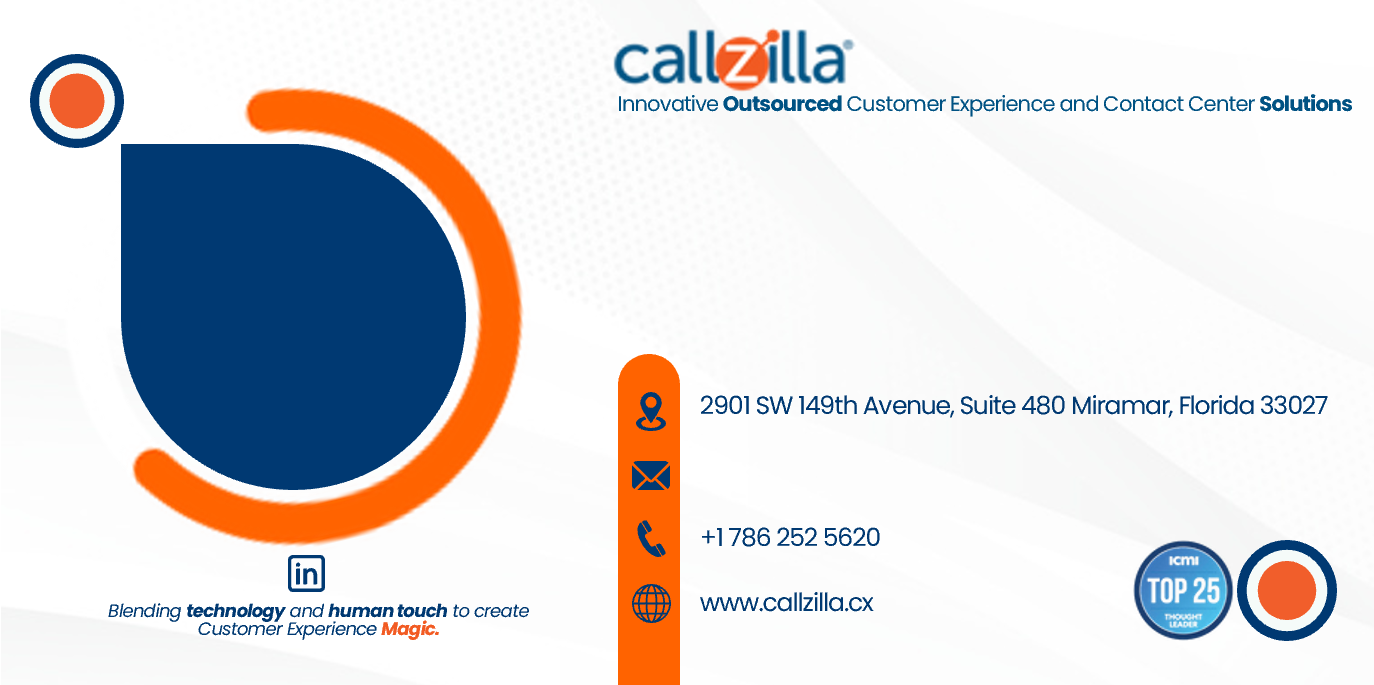 callzilla®
Innovative Outsourced Customer Experience and Contact Center Solutions
2901 SW 149th Avenue, Suite 480 Miramar, Florida 33027
+1 786 252 5620
www.callzilla.cx
in
Blending technology and human touch to create
Customer Experience Magic.
ICMI
TOP 25
THOUGHT
LEADER